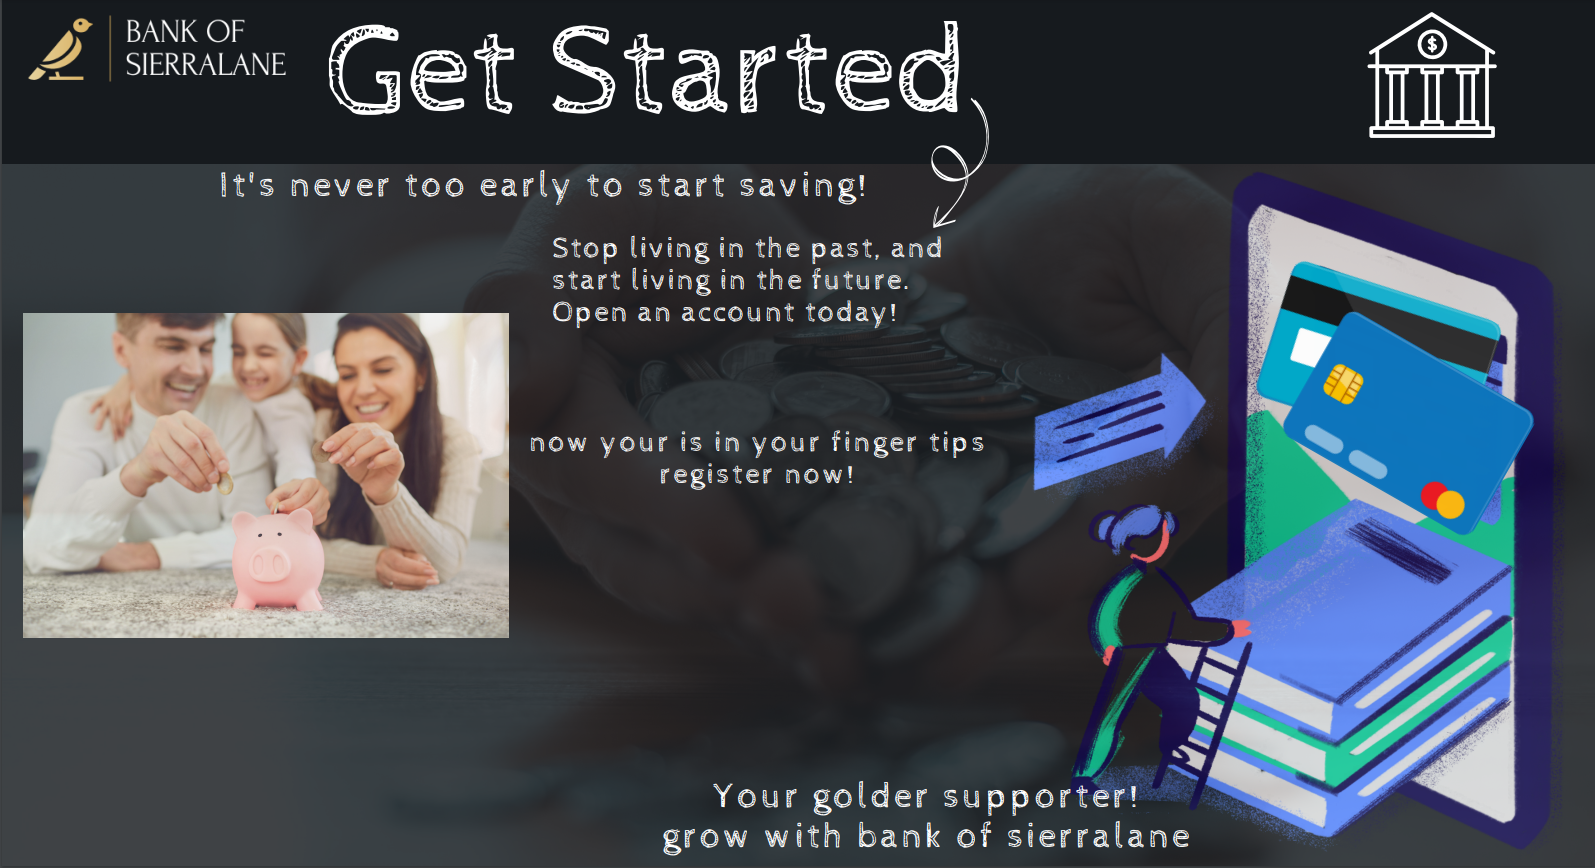 BANK OF
SIERRALANE
Get Started
$
It's never too early to start saving!
Stop living in the past, and
start living in the future.
Open an account today!
now your is in your finger tips
register now!
Your golder supporter!
grow with bank of sierralane